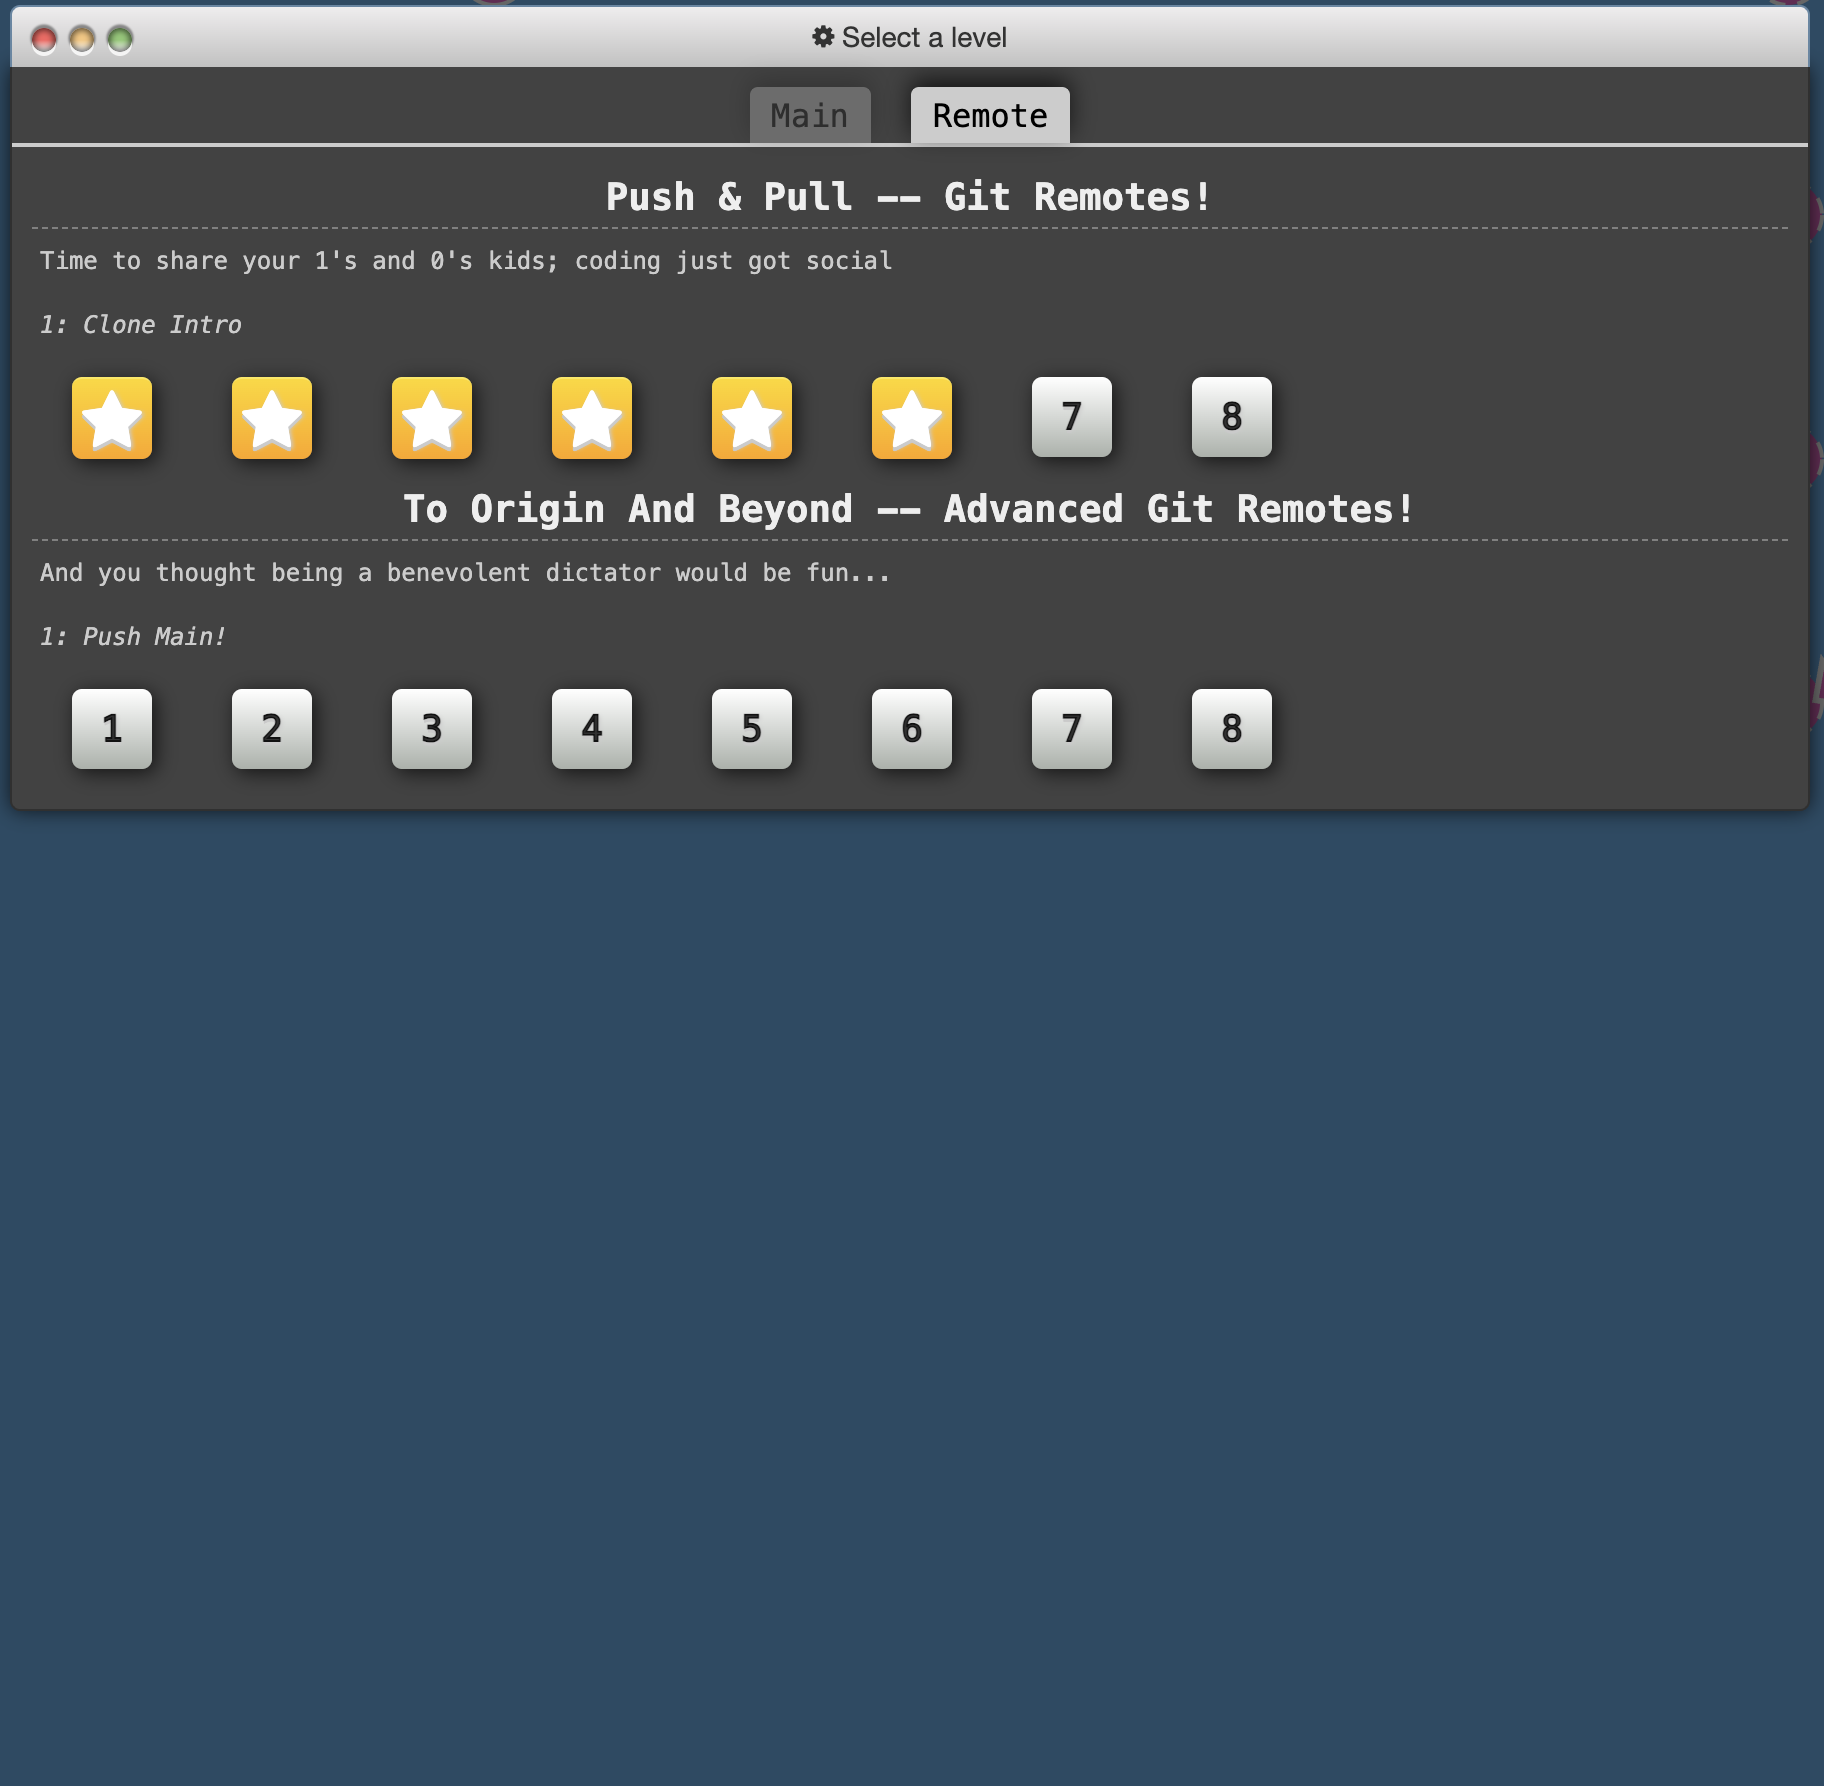 Select a level
Main Remote
Push & Pull -- Git Remotes!
Time to share your 1's and 0's kids; coding just got social
1: Clone Intro
7 8
To Origin And Beyond -- Advanced Git Remotes!
And you thought being a benevolent dictator would be fun...
1: Push Main!
1 2 3 4 5 6 7 8